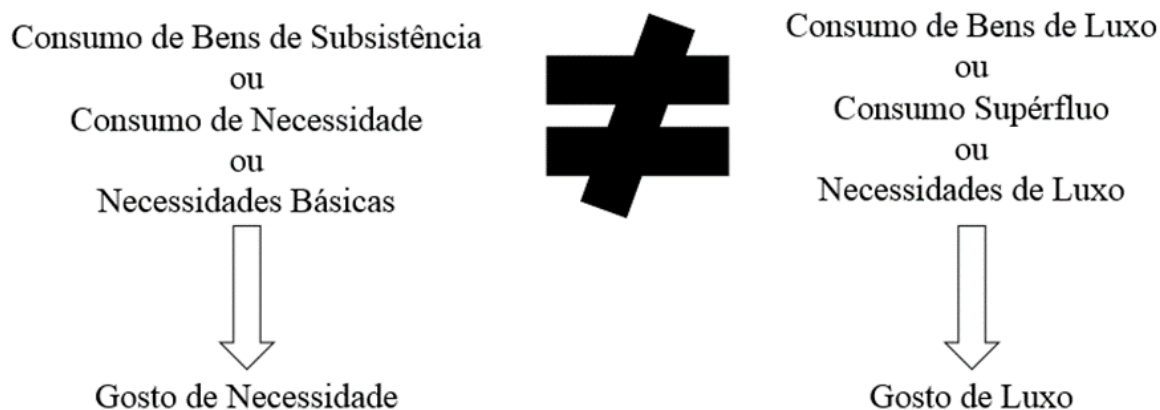 Consumo de Bens de Subsistência
ou
Consumo de Necessidade
ou
Necessidades Básicas
Gosto de Necessidade
Consumo de Bens de Luxo
ou
Consumo Supérfluo
ou
Necessidades de Luxo
Gosto de Luxo